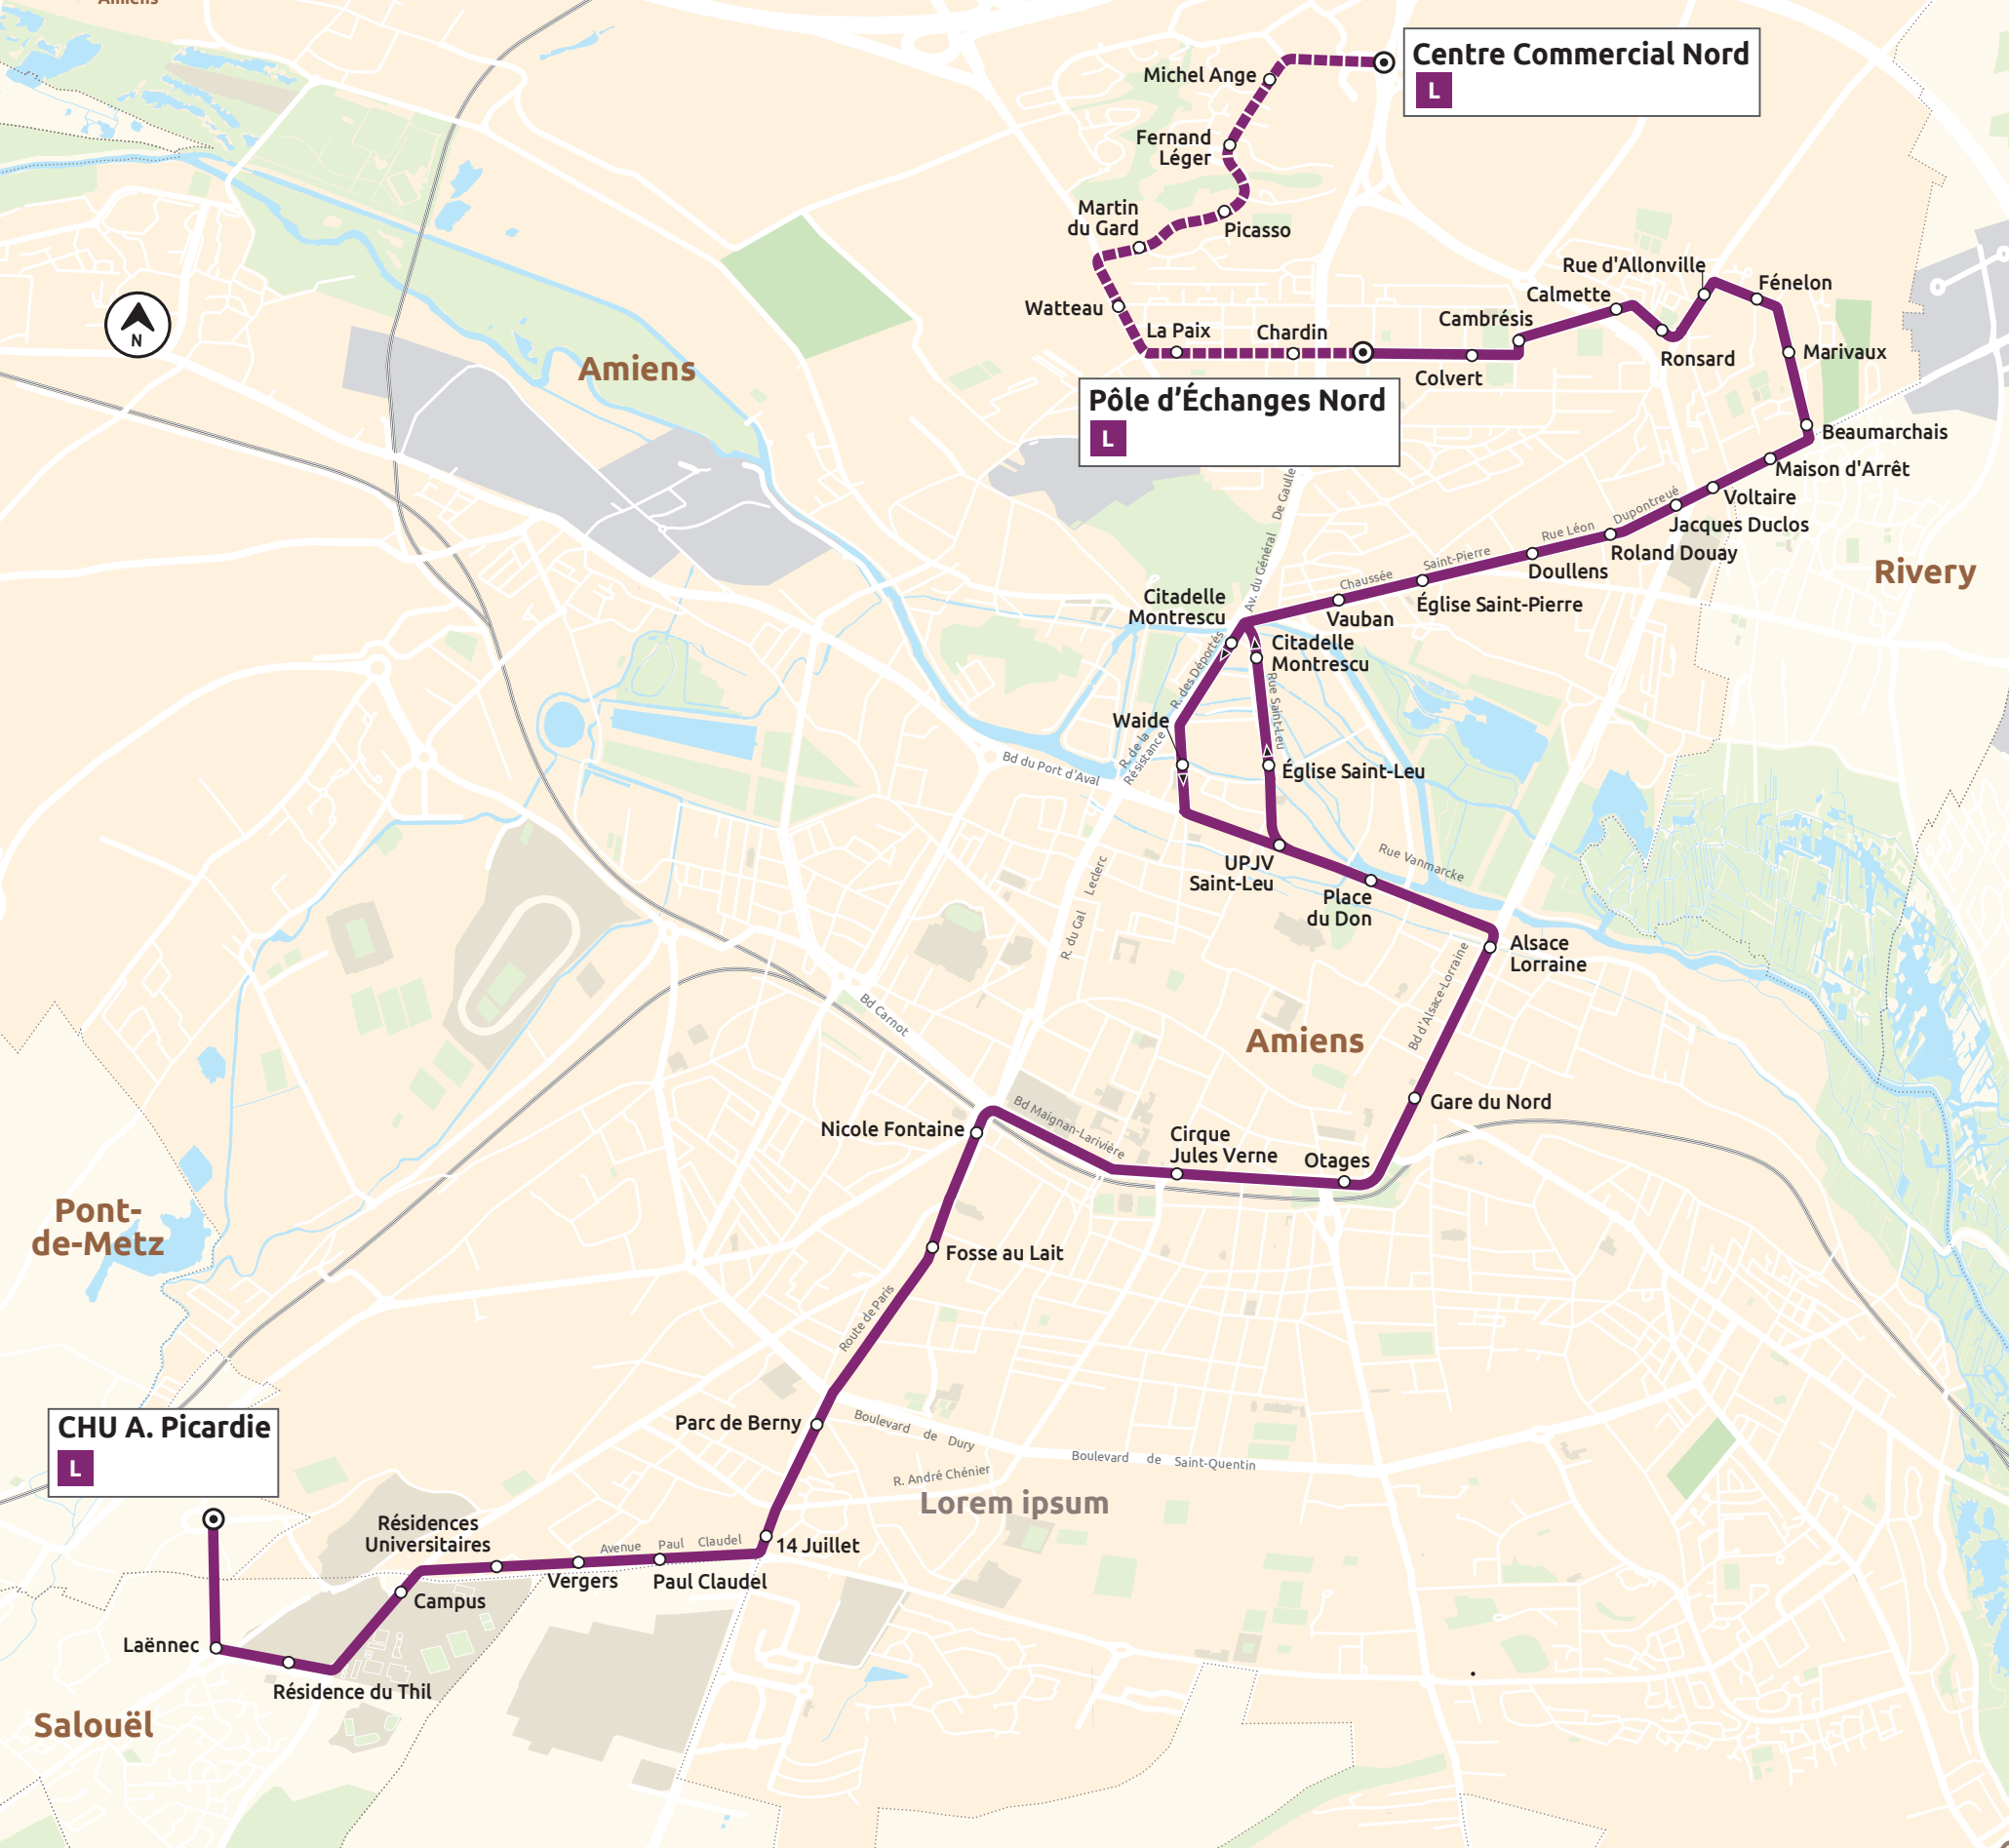 Amiens
Centre Commercial Nord
L
Michel Ange
Fernand
Léger
Martin
du Gard
Picasso
Watteau
La Paix
Chardin
Pôle d’Échanges Nord
L
Colvert
Cambrésis
Calmette
Rue d'Allonville
Ronsard
Fénelon
Marivaux
Beaumarchais
Maison d'Arrêt
Voltaire
Jacques Duclos
Roland Douay
Doullens
Église Saint-Pierre
Vauban
Rue Léon Dupontreué
Chaussée Saint-Pierre
Av. du Général De Gaulle
N
Amiens
Rivery
Citadelle
Montrescu
Citadelle
Montrescu
R. des Déportés
Rue Saint-Leu
Waide
R. de la
Résistance
Bd du Port d'Aval
Église Saint-Leu
UPJV
Saint-Leu
Rue Vanmarcke
Place
du Don
R. du Gal Leclerc
Alsace
Lorraine
Bd d'Alsace-Lorraine
Bd Carnot
Amiens
Gare du Nord
Bd Maignan-Larivière
Nicole Fontaine
Cirque
Jules Verne
Otages
Pont-
de-Metz
Fosse au Lait
Route de Paris
Parc de Berny
Boulevard de Dury
Boulevard de Saint-Quentin
R. André Chénier
Lorem ipsum
CHU A. Picardie
L
Résidences
Universitaires
Avenue Paul Claudel
14 Juillet
Vergers
Paul Claudel
Campus
Laënnec
Résidence du Thil
Salouël